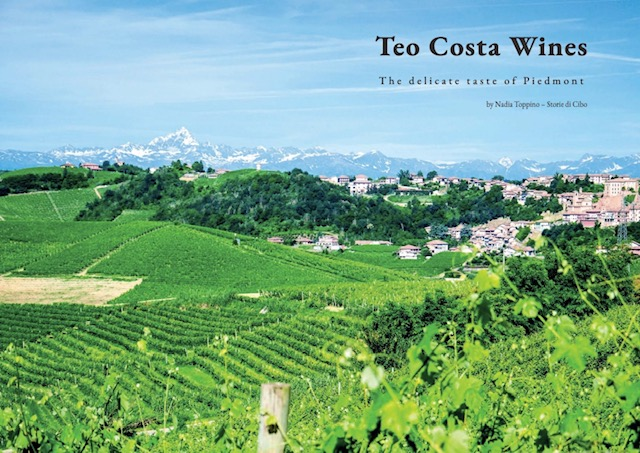 Teo Costa Wines
The delicate taste of Piedmont
by Nadia Toppino – Storie di Cibo